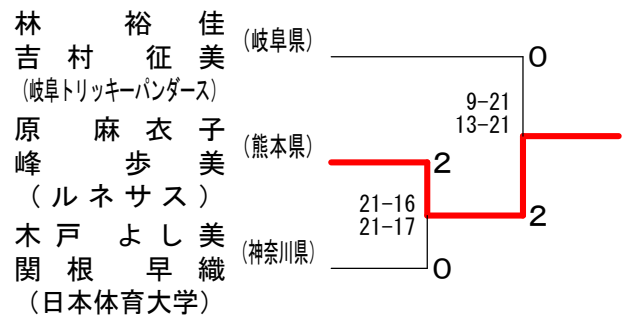 林 裕 佳
吉 村 征 美
(岐阜県)
(岐阜トリッキーパンダース)
0
9-21
13-21
原 麻 衣 子
峰 歩 美
(熊本県)
(ルネサス)
2
21-16
21-17
2
木 戸 よ し 美
関 根 早 織
(神奈川県)
(日本体育大学)
0